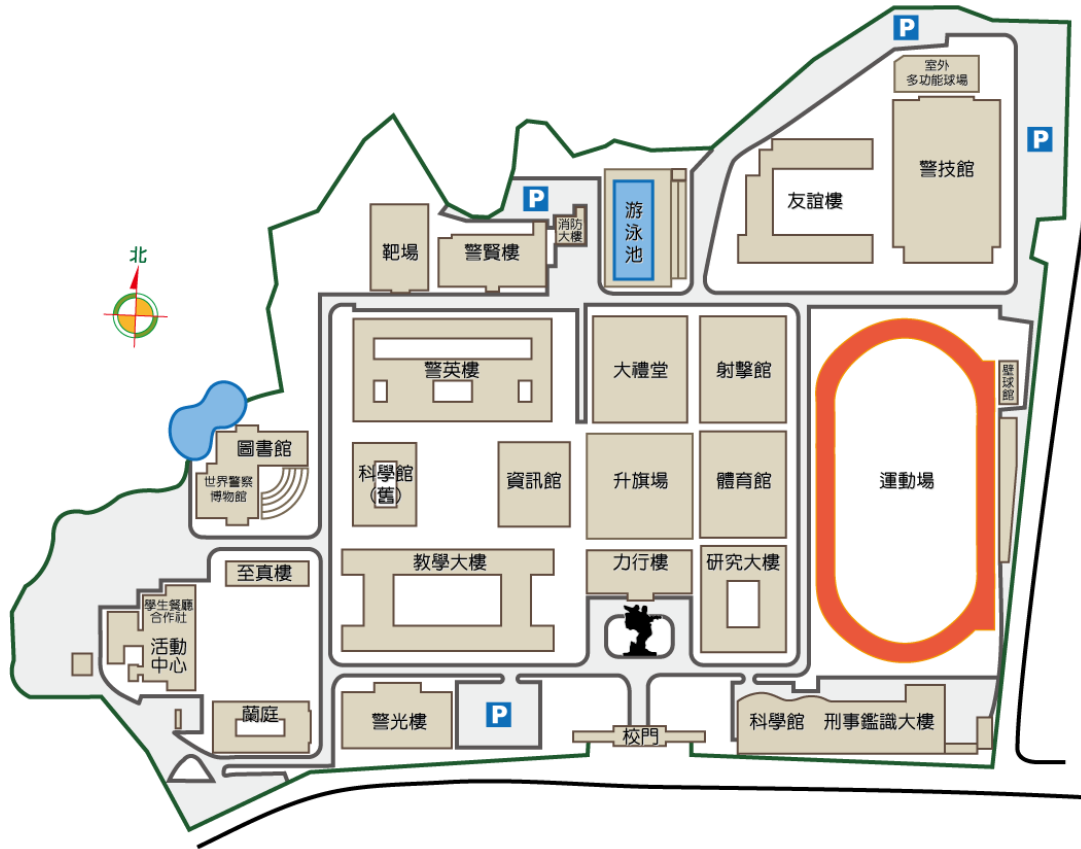 P
室外
多功能球場
P
警技館
友誼樓
P
游
泳
池
消防
大樓
靶場
警賢樓
北
警英樓
大禮堂
射擊館
壁
球
館
圖書館
世界警察
博物館
科學館
舊
資訊館
升旗場
體育館
運動場
教學大樓
力行樓
研究大樓
至真樓
學生餐廳
合作社
活動
中心
蘭庭
警光樓
P
校門
科學館
刑事鑑識大樓